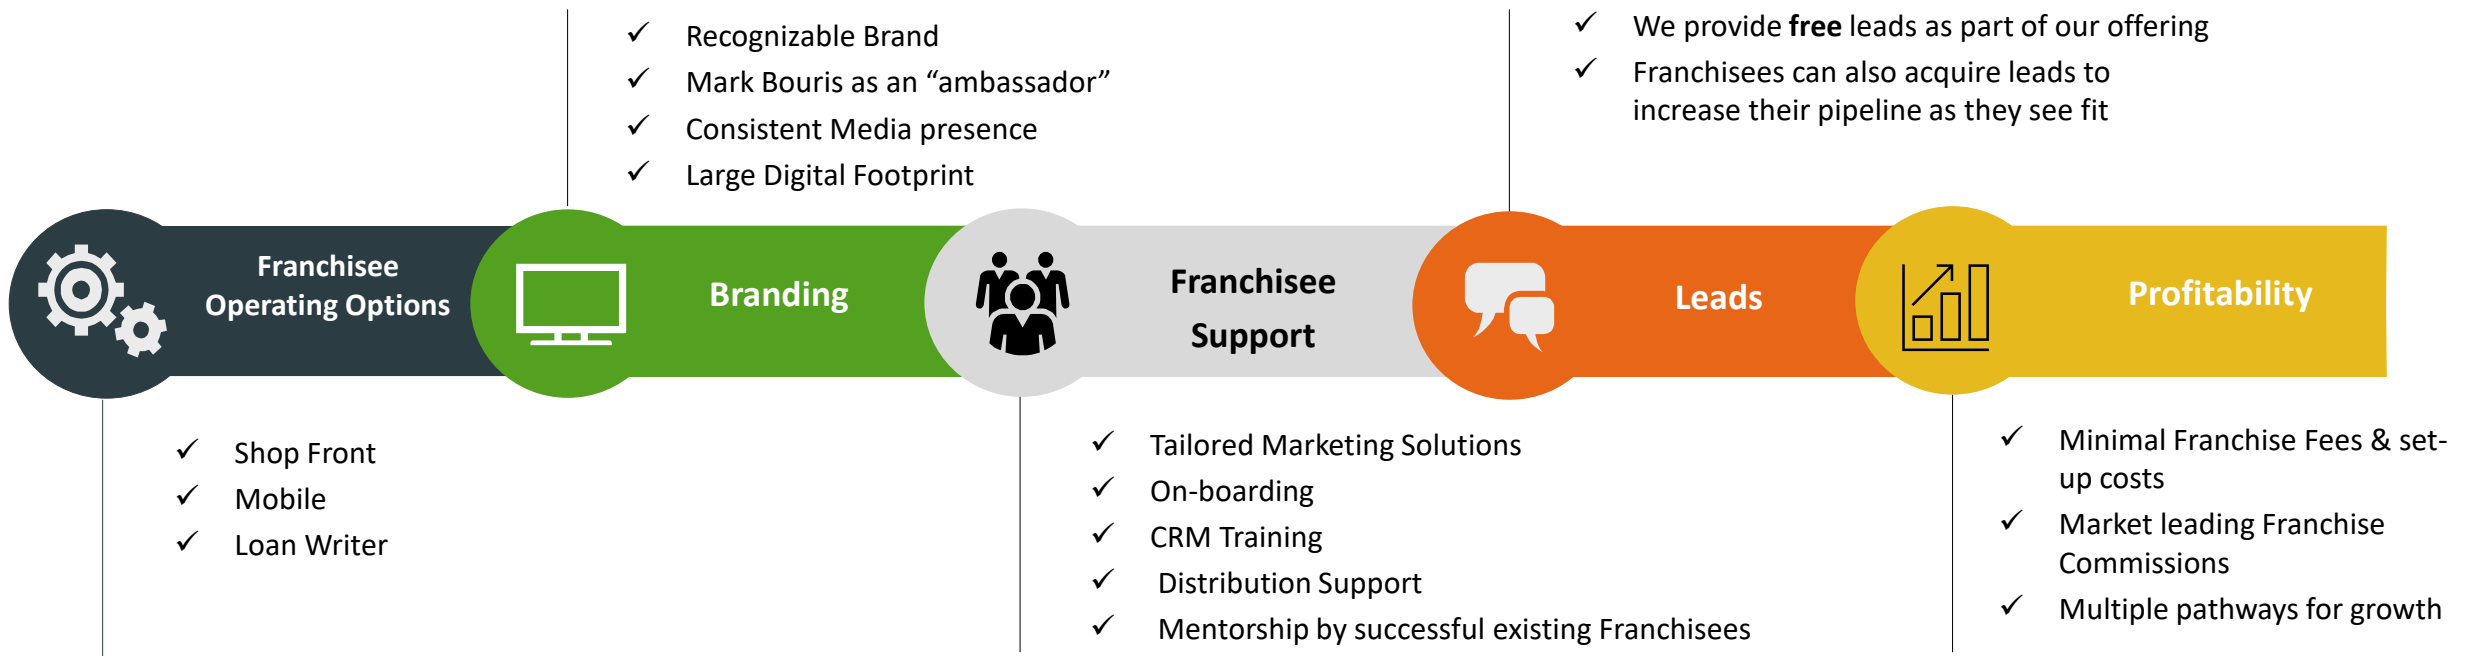 ✓ Recognizable Brand
✓ Mark Bouris as an “ambassador”
✓ Consistent Media presence
✓ Large Digital Footprint
✓ We provide free leads as part of our offering
✓ Franchisees can also acquire leads to
increase their pipeline as they see fit
Franchisee
Operating Options
Branding
Franchisee
Support
Leads
Profitability
✓ Shop Front
✓ Mobile
✓ Loan Writer
✓ Tailored Marketing Solutions
✓ On-boarding
✓ CRM Training
✓ Distribution Support
✓ Mentorship by successful existing Franchisees
✓ Minimal Franchise Fees & set-
up costs
✓ Market leading Franchise
Commissions
✓ Multiple pathways for growth